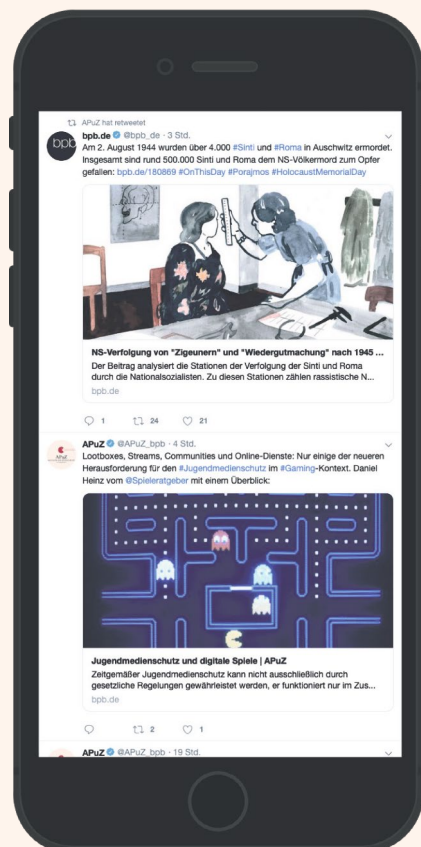 APuZ hat retweetet
bpb.de @bpb_de · 3 Std.
bpb
Am 2. August 1944 wurden über 4.000 #Sinti und #Roma in Auschwitz ermordet.
Insgesamt sind rund 500.000 Sinti und Roma dem NS-Völkermord zum Opfer
gefallen: bpb.de/180869 #OnThisDay #Porajmos #HolocaustMemorialDay
NS-Verfolgung von "Zigeunern" und "Wiedergutmachung" nach 1945 ...
Der Beitrag analysiert die Stationen der Verfolgung der Sinti und Roma
durch die Nationalsozialisten. Zu diesen Stationen zählen rassistische N...
bpb.de
1 24 21
APuZ @APuZ_bpb · 4 Std.
APuZ
Lootboxes, Streams, Communities und Online-Dienste: Nur einige der neueren
Herausforderung für den #Jugendmedienschutz im #Gaming-Kontext. Daniel
Heinz vom @Spieleratgeber mit einem Überblick:
Jugendmedienschutz und digitale Spiele | APuZ
Zeitgemäßer Jugendmedienschutz kann nicht ausschließlich durch
gesetzliche Regelungen gewährleistet werden, er funktioniert nur im Zus...
bpb.de
2 1
APuZ @APuZ_bpb · 19 Std.